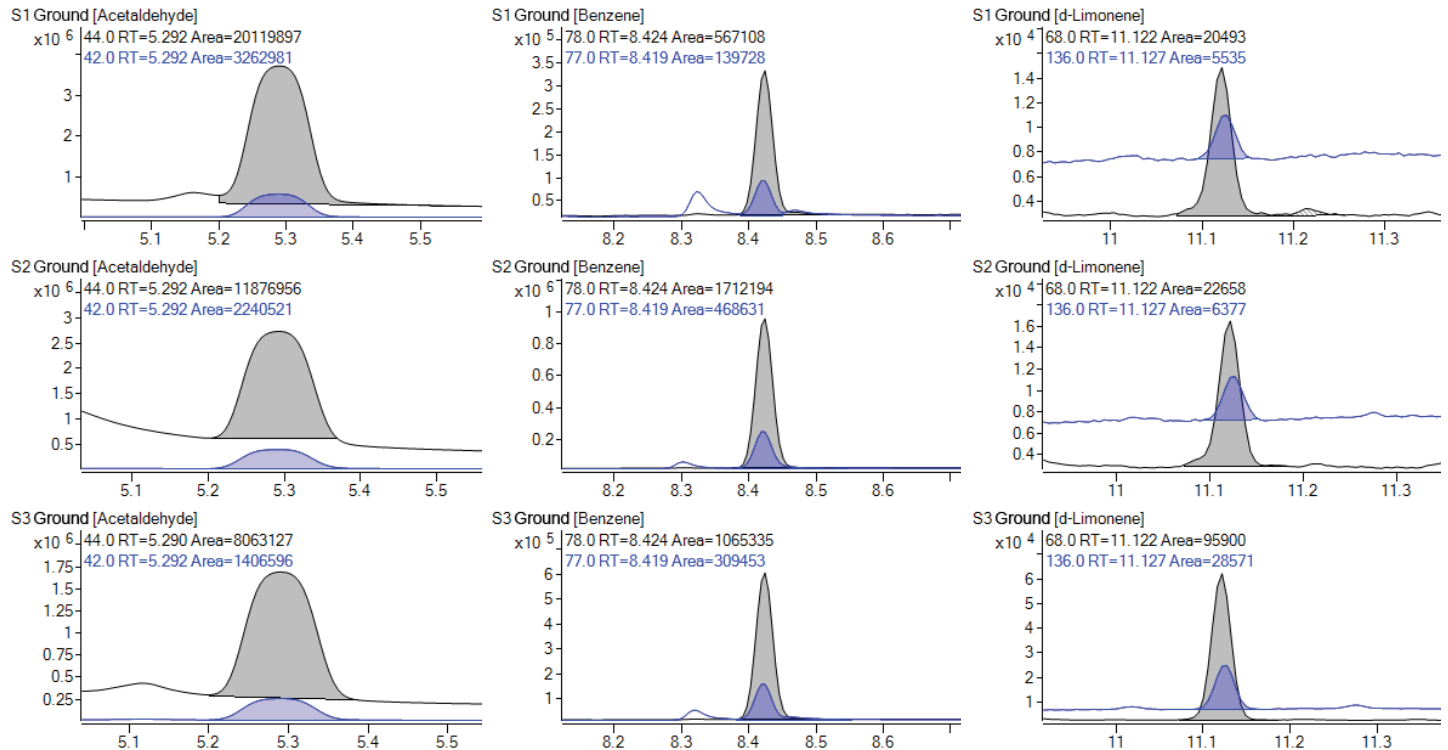 S1 Ground [Acetaldehyde]
x10 6
44.0 RT=5.292 Area=20119897
42.0 RT=5.292 Area=3262981
3
2
1
5.1 5.2 5.3 5.4 5.5
S1 Ground [Benzene]
x10 5
78.0 RT=8.424 Area=567108
77.0 RT=8.419 Area=139728
5
4.5
4
3.5
3
2.5
2
1.5
1
0.5
8.2 8.3 8.4 8.5 8.6
S1 Ground [d-Limonene]
x10 4
68.0 RT=11.122 Area=20493
136.0 RT=11.127 Area=5535
1.4
1.2
1
0.8
0.6
0.4
11 11.1 11.2 11.3
S2 Ground [Acetaldehyde]
x10 6
44.0 RT=5.292 Area=11876956
42.0 RT=5.292 Area=2240521
3
2.5
2
1.5
1
0.5
5.1 5.2 5.3 5.4 5.5
S2 Ground [Benzene]
x10 6
78.0 RT=8.424 Area=1712194
77.0 RT=8.419 Area=468631
1
0.8
0.6
0.4
0.2
8.2 8.3 8.4 8.5 8.6
S2 Ground [d-Limonene]
x10 4
68.0 RT=11.122 Area=22658
136.0 RT=11.127 Area=6377
1.6
1.4
1.2
1
0.8
0.6
0.4
11 11.1 11.2 11.3
S3 Ground [Acetaldehyde]
x10 6
44.0 RT=5.290 Area=8063127
42.0 RT=5.292 Area=1406596
1.75
1.5
1.25
1
0.75
0.5
0.25
5.1 5.2 5.3 5.4 5.5
S3 Ground [Benzene]
x10 5
78.0 RT=8.424 Area=1065335
77.0 RT=8.419 Area=309453
6
5
4
3
2
1
8.2 8.3 8.4 8.5 8.6
S3 Ground [d-Limonene]
x10 4
68.0 RT=11.122 Area=95900
136.0 RT=11.127 Area=28571
6
5
4
3
2
1
11 11.1 11.2 11.3